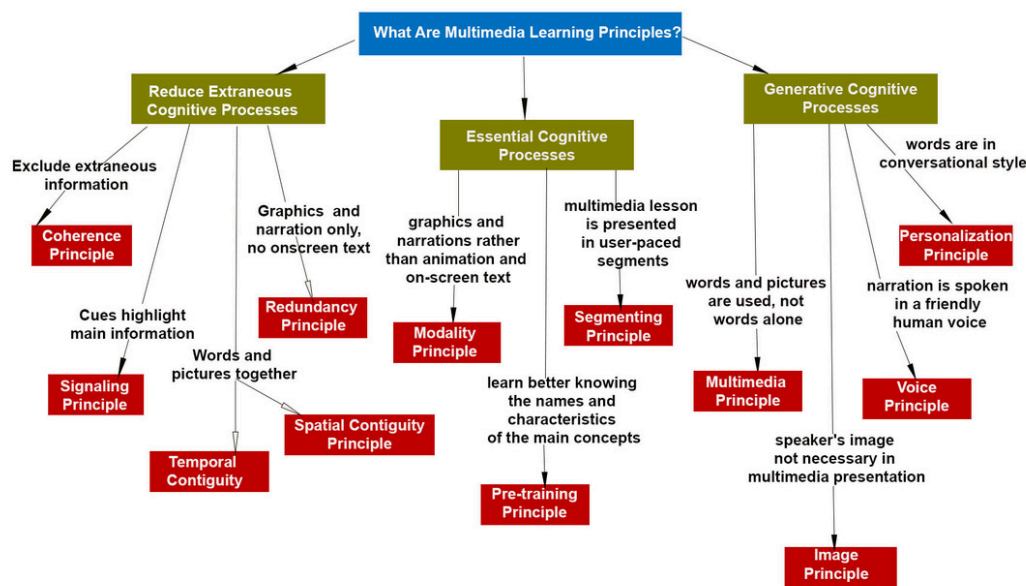 What Are Multimedia Learning Principles?
Reduce Extraneous
Cognitive Processes
Exclude extraneous
information
Coherence
Principle
Cues highlight
main information
Signaling
Principle
Words and
pictures together
Temporal
Contiguity
Spatial Contiguity
Principle
Graphics and
narration only,
no onscreen text
Redundancy
Principle
Essential Cognitive
Processes
graphics and
narrations rather
than animation and
on-screen text
Modality
Principle
learn better knowing
the names and
characteristics
of the main concepts
Pre-training
Principle
multimedia lesson
is presented
in user-paced
segments
Segmenting
Principle
Generative Cognitive
Processes
words and pictures
are used, not
words alone
Multimedia
Principle
speaker's image
not necessary in
multimedia presentation
Image
Principle
narration is spoken
in a friendly
human voice
Voice
Principle
words are in
conversational style
Personalization
Principle